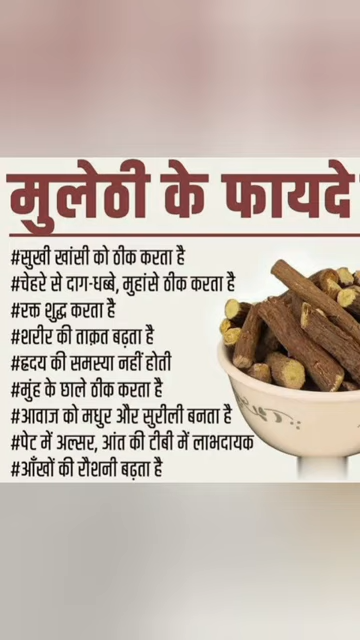 मुलेठी के फायदे
#सुखी खांसी को ठीक करता है
#चेहरे से दाग-धब्बे, मुहांसे ठीक करता है
#रक्त शुद्ध करता है
#शरीर की ताक़त बढ़ता है
#हृदय की समस्या नहीं होती
#मुंह के छाले ठीक करता है
#आवाज को मधुर और सुरीली बनता है
#पेट में अल्सर, आंत की टीबी में लाभदायक
#आँखों की रौशनी बढ़ता है